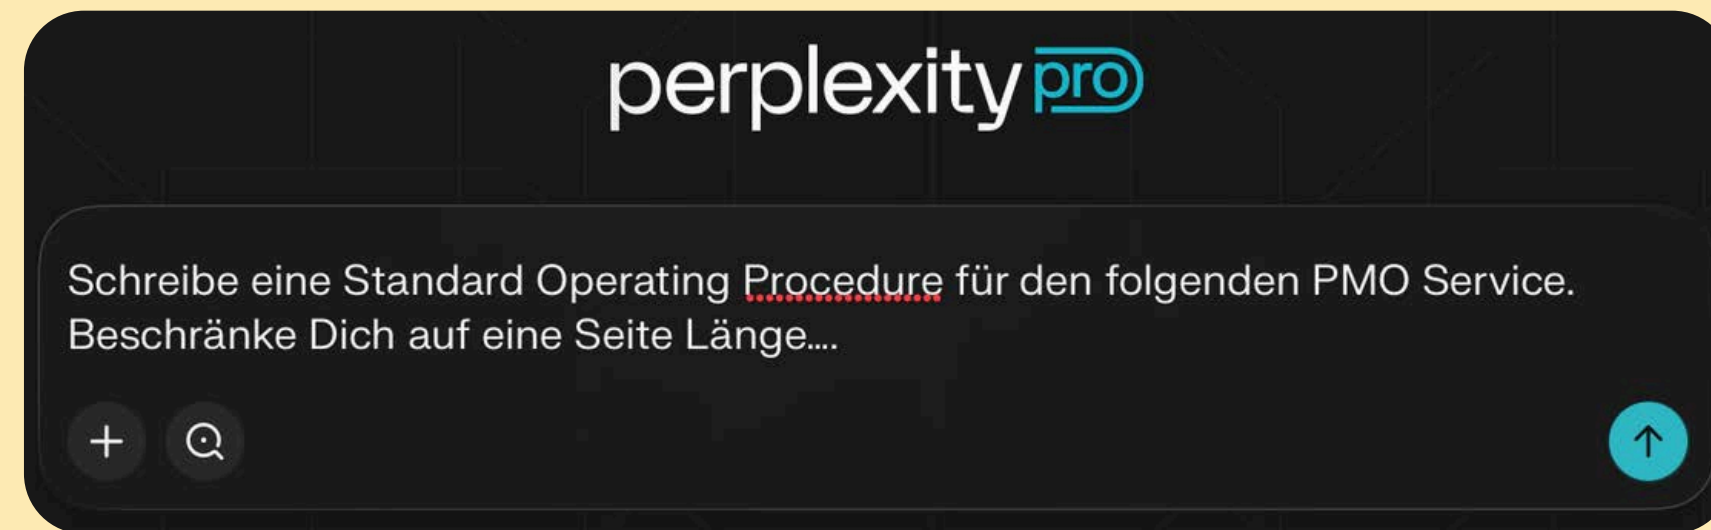 perplexity pro
Schreibe eine Standard Operating Procedure für den folgenden PMO Service.
Beschränke Dich auf eine Seite Länge....